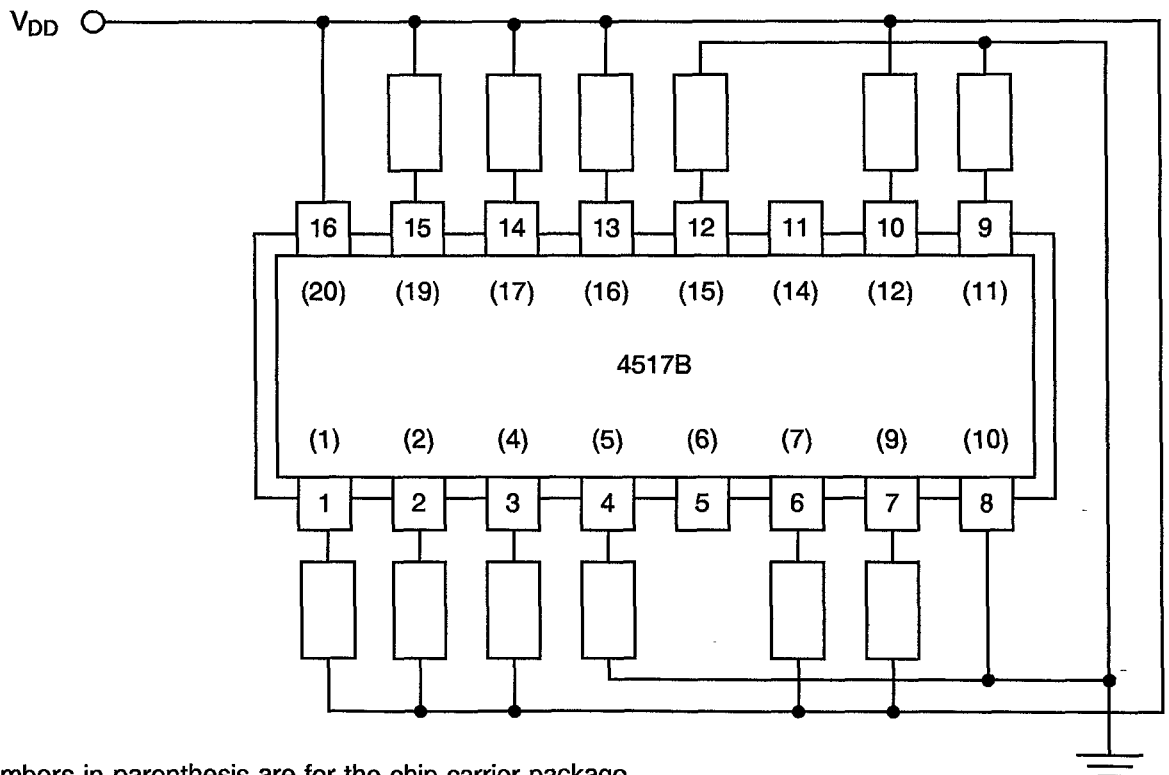 VDD
16 15 14 13 12 11 10 9
(20) (19) (17) (16) (15) (14) (12) (11)
4517B
(1) (2) (4) (5) (6) (7) (9) (10)
1 2 3 4 5 6 7 8
in parenthesis are for the chip carrier package